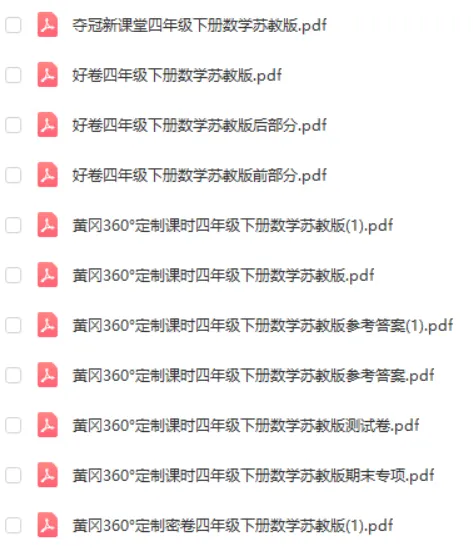 夺冠新课堂四年级下册数学苏教版.pdf
好卷四年级下册数学苏教版.pdf
好卷四年级下册数学苏教版后部分.pdf
好卷四年级下册数学苏教版前部分.pdf
黄冈360°定制课时四年级下册数学苏教版(1).pdf
黄冈360°定制课时四年级下册数学苏教版.pdf
黄冈360°定制课时四年级下册数学苏教版参考答案(1).pdf
黄冈360°定制课时四年级下册数学苏教版参考答案.pdf
黄冈360°定制课时四年级下册数学苏教版测试卷.pdf
黄冈360°定制课时四年级下册数学苏教版期末专项.pdf
黄冈360°定制密卷四年级下册数学苏教版(1).pdf